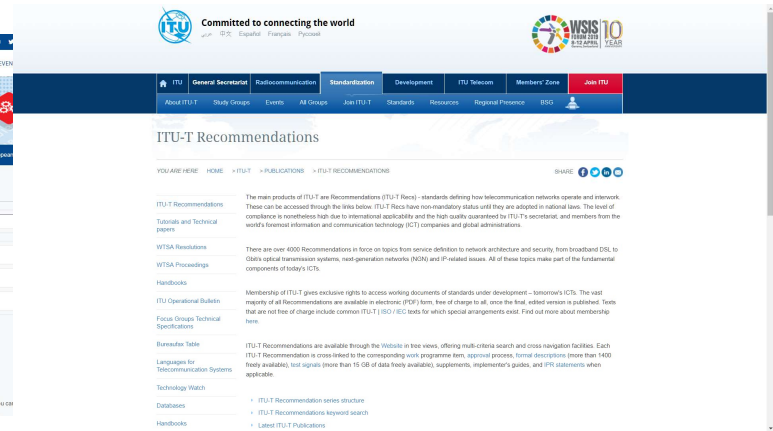 Committed to connecting the world
عربي 中文 Español Français Русский
WSIS FORUM 2019
8-12 APRIL
10 YEAR
ITU General Secretariat Radiocommunication Standardization Development ITU Telecom Members' Zone Join ITU
About ITU-T Study Groups Events All Groups Join ITU-T Standards Resources Regional Presence BSG
ITU-T Recommendations
YOU ARE HERE HOME > ITU-T > PUBLICATIONS > ITU-T RECOMMENDATIONS
SHARE
ITU-T Recommendations
Tutorials and Technical
papers
WTSA Resolutions
WTSA Proceedings
Handbooks
ITU Operational Bulletin
Focus Groups Technical
Specifications
Bureaufax Table
Languages for
Telecommunication Systems
Technology Watch
Databases
Handbooks
The main products of ITU-T are Recommendations (ITU-T Recs) - standards defining how telecommunication networks operate and interwork.
These can be accessed through the links below. ITU-T Recs have non-mandatory status until they are adopted in national laws. The level of
compliance is nonetheless high due to international applicability and the high quality guaranteed by ITU-T's secretariat, and members from the
world's foremost information and communication technology (ICT) companies and global administrations.
There are over 4000 Recommendations in force on topics from service definition to network architecture and security, from broadband DSL to
Gbit/s optical transmission systems, next-generation networks (NGN) and IP-related issues. All of these topics make part of the fundamental
components of today's ICTs.
Membership of ITU-T gives exclusive rights to access working documents of standards under development – tomorrow's ICTs. The vast
majority of all Recommendations are available in electronic (PDF) form, free of charge to all, once the final, edited version is published. Texts
that are not free of charge include common ITU-T | ISO / IEC texts for which special arrangements exist. Find out more about membership
here.
ITU-T Recommendations are available through the Website in tree views, offering multi-criteria search and cross navigation facilities. Each
ITU-T Recommendation is cross-linked to the corresponding work programme item, approval process, formal descriptions (more than 1400
freely available), test signals (more than 15 GB of data freely available), supplements, implementer's guides, and IPR statements when
applicable.
ITU-T Recommendation series structure
ITU-T Recommendations keyword search
Latest ITU-T Publications